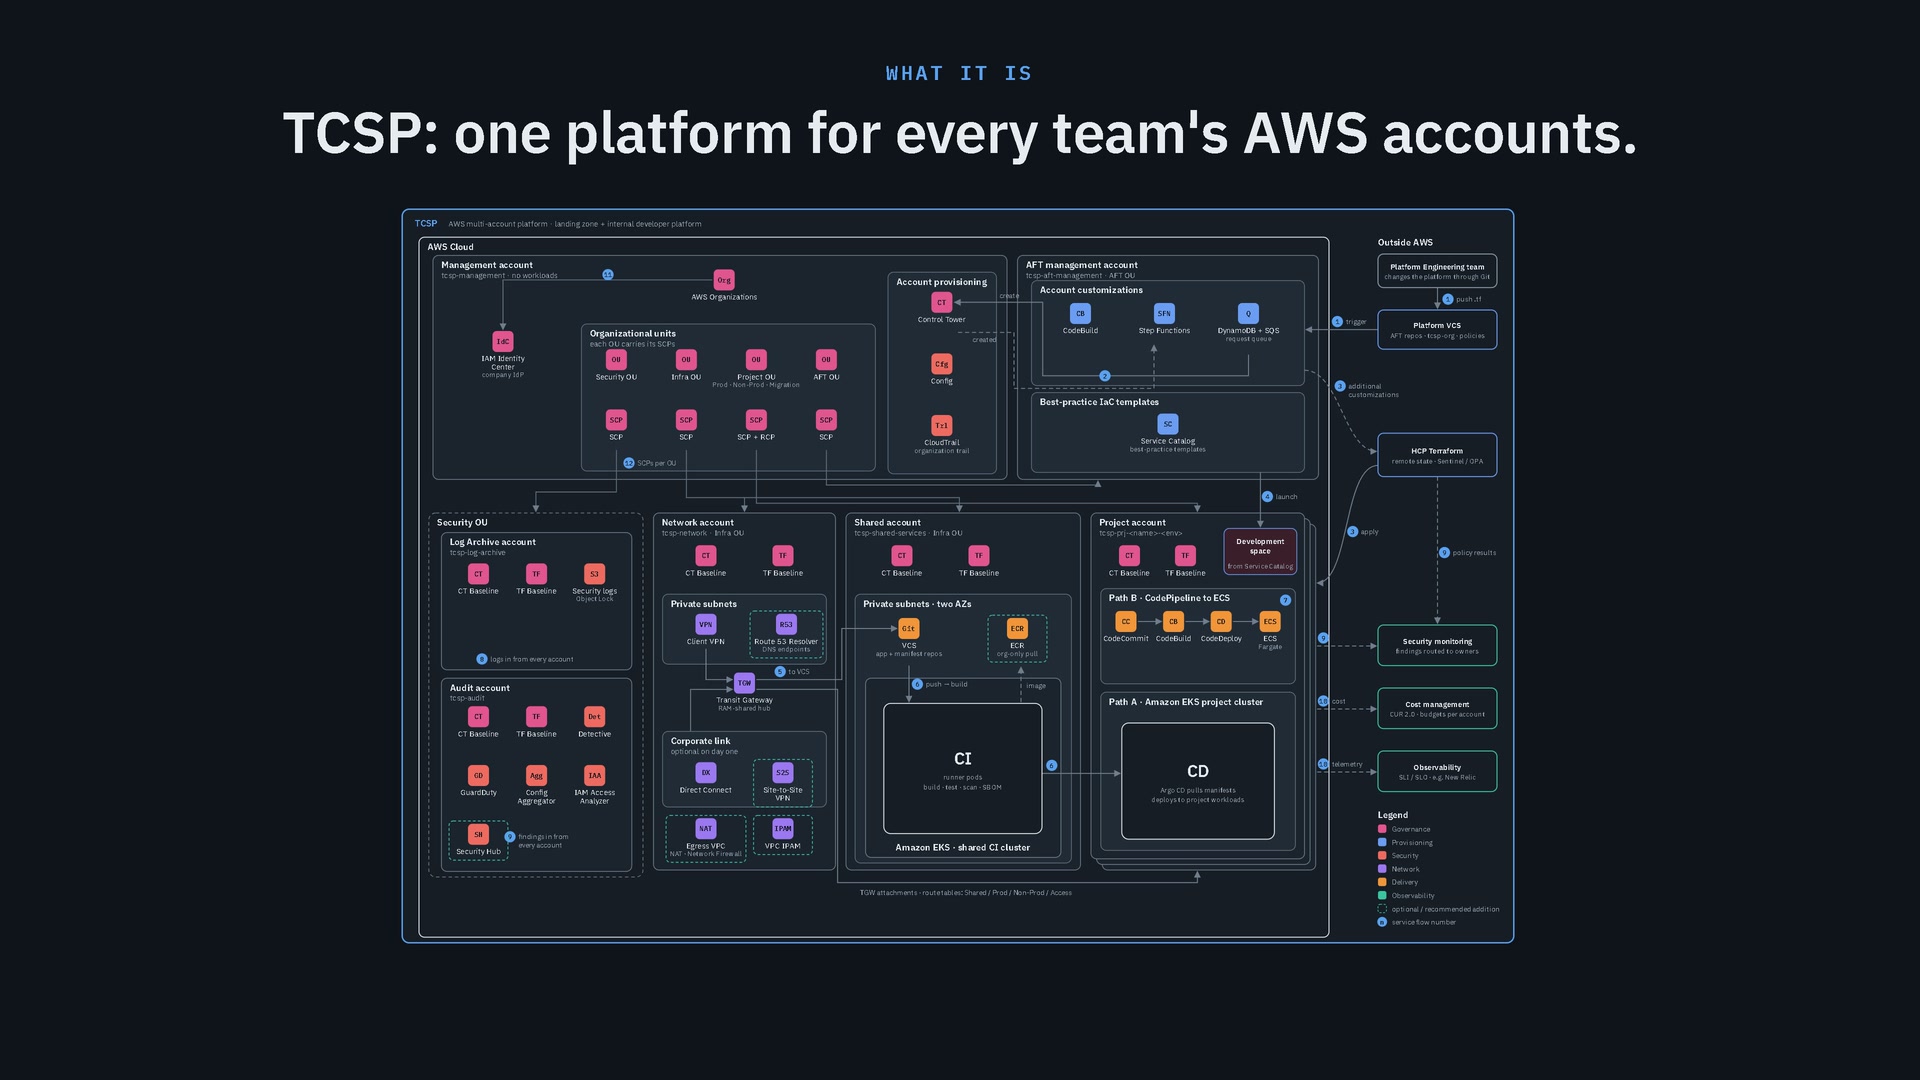 WHAT IT IS
TCSP: one platform for every team's AWS accounts.
TCSP AWS multi-account platform · landing zone + internal developer platform
AWS Cloud
Management account
tcsp-management · no workloads
11
Org
AWS Organizations
IdC
IAM Identity
Center
company IdP
Organizational units
each OU carries its SCPs
OU
Security OU
OU
Infra OU
OU
Project OU
Prod · Non-Prod · Migration
OU
AFT OU
SCP
SCP
SCP
SCP
SCP
SCP + RCP
SCP
SCP
12 SCPs per OU
Account provisioning
CT
Control Tower
Cfg
Config
Trl
CloudTrail
organization trail
create
created
AFT management account
tcsp-aft-management · AFT OU
Account customizations
CB
CodeBuild
SFN
Step Functions
Q
DynamoDB + SQS
request queue
2
Best-practice IaC templates
SC
Service Catalog
best-practice templates
4 launch
Outside AWS
Platform Engineering team
changes the platform through Git
1 push .tf
Platform VCS
AFT repos · tcsp-org · policies
1 trigger
3 additional
customizations
HCP Terraform
remote state · Sentinel / OPA
3 apply
9 policy results
Security OU
Log Archive account
tcsp-log-archive
CT
CT Baseline
TF
TF Baseline
S3
Security logs
Object Lock
8 logs in from every account
Audit account
tcsp-audit
CT
CT Baseline
TF
TF Baseline
Det
Detective
GD
GuardDuty
Agg
Config
Aggregator
IAA
IAM Access
Analyzer
SH
Security Hub
9 findings in from
every account
Network account
tcsp-network · Infra OU
CT
CT Baseline
TF
TF Baseline
Private subnets
VPN
Client VPN
R53
Route 53 Resolver
DNS endpoints
5 to VCS
TGW
Transit Gateway
RAM-shared hub
Corporate link
optional on day one
DX
Direct Connect
S2S
Site-to-Site
VPN
NAT
Egress VPC
NAT · Network Firewall
IPAM
VPC IPAM
Shared account
tcsp-shared-services · Infra OU
CT
CT Baseline
TF
TF Baseline
Private subnets · two AZs
Git
VCS
app + manifest repos
ECR
ECR
org-only pull
6 push → build
image
CI
runner pods
build · test · scan · SBOM
Amazon EKS · shared CI cluster
6
Project account
tcsp-prj-<name>-<env>
CT
CT Baseline
TF
TF Baseline
Development
space
from Service Catalog
Path B · CodePipeline to ECS
7
CC
CodeCommit
CB
CodeBuild
CD
CodeDeploy
ECS
ECS
Fargate
Path A · Amazon EKS project cluster
CD
Argo CD pulls manifests
deploys to project workloads
TGW attachments · route tables: Shared / Prod / Non-Prod / Access
9
Security monitoring
findings routed to owners
10 cost
Cost management
CUR 2.0 · budgets per account
10 telemetry
Observability
SLI / SLO · e.g. New Relic
Legend
Governance
Provisioning
Security
Network
Delivery
Observability
optional / recommended addition
n service flow number